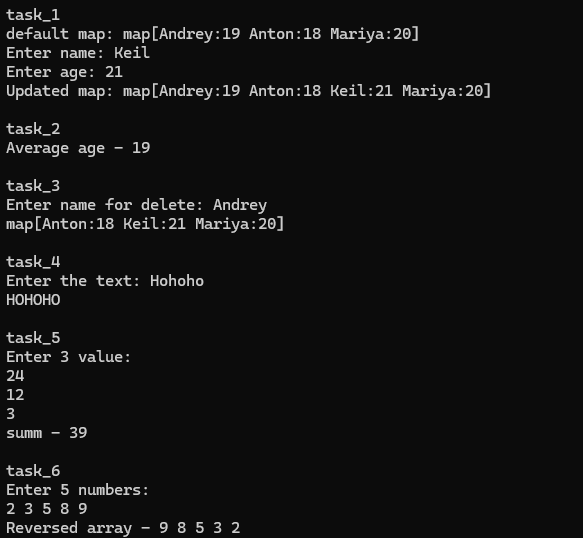 task_1
default map: map[Andrey:19 Anton:18 Mariya:20]
Enter name: Keil
Enter age: 21
Updated map: map[Andrey:19 Anton:18 Keil:21 Mariya:20]
task_2
Average age - 19
task_3
Enter name for delete: Andrey
map[Anton:18 Keil:21 Mariya:20]
task_4
Enter the text: Hohoho
HOHOHO
task_5
Enter 3 value:
24
12
3
summ - 39
task_6
Enter 5 numbers:
2 3 5 8 9
Reversed array - 9 8 5 3 2